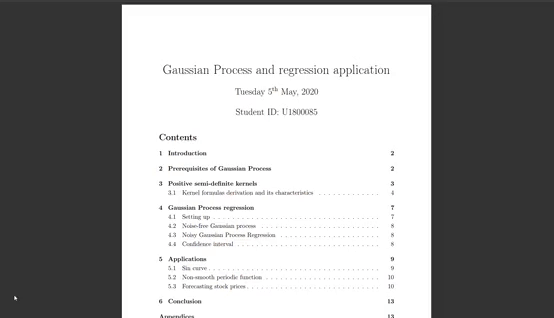 Gaussian Process and regression application
Tuesday 5th May, 2020
Student ID: U1800085
Contents
1 Introduction 2
2 Prerequisites of Gaussian Process 2
3 Positive semi-definite kernels 3
3.1 Kernel formulas derivation and its characteristics . . . . . . . . . . . . 4
4 Gaussian Process regression 7
4.1 Setting up . . . . . . . . . . . . . . . . . . . . . . . . . . . . . . . . 7
4.2 Noise-free Gaussian process . . . . . . . . . . . . . . . . . . . . . . . 8
4.3 Noisy Gaussian Process Regression . . . . . . . . . . . . . . . . . . . 8
4.4 Confidence interval . . . . . . . . . . . . . . . . . . . . . . . . . . . 8
5 Applications 9
5.1 Sin curve . . . . . . . . . . . . . . . . . . . . . . . . . . . . . . . . . 9
5.2 Non-smooth periodic function . . . . . . . . . . . . . . . . . . . . . . 10
5.3 Forecasting stock prices . . . . . . . . . . . . . . . . . . . . . . . . . 10
6 Conclusion 13
Appendices 13